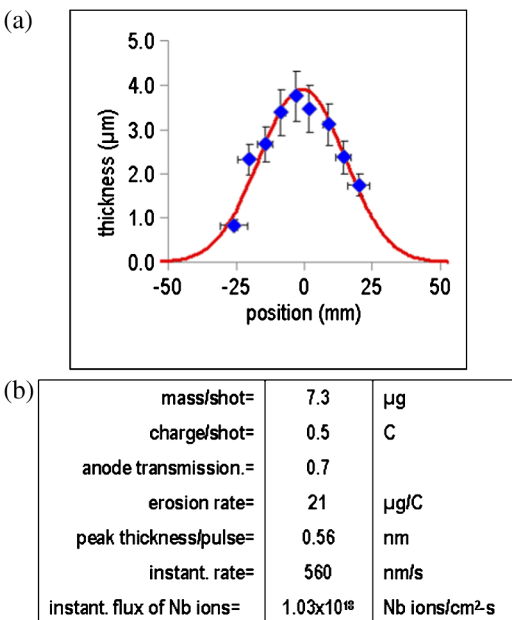 (a)
5.0
4.0
3.0
2.0
1.0
0.0
thickness (µm)
-50 -25 0 25 50
position (mm)
(b)
mass/shot= 7.3 µg
charge/shot= 0.5 C
anode transmission.= 0.7
erosion rate= 21 µg/C
peak thickness/pulse= 0.56 nm
instant. rate= 560 nm/s
instant. flux of Nb ions= 1.03x10¹⁸ Nb ions/cm²-s